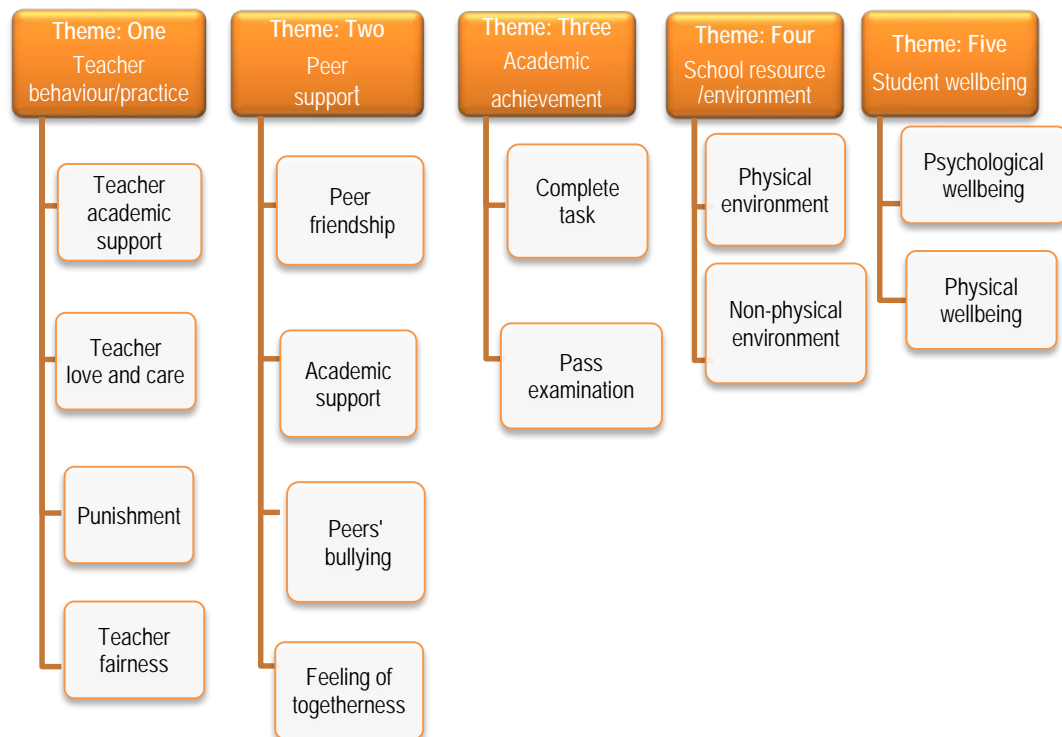 Theme: One
Teacher
behaviour/practice
Teacher
academic
support
Teacher
love and care
Punishment
Teacher
fairness
Theme: Two
Peer
support
Peer
friendship
Academic
support
Peers'
bullying
Feeling of
togetherness
Theme: Three
Academic
achievement
Complete
task
Pass
examination
Theme: Four
School resource
/environment
Physical
environment
Non-physical
environment
Theme: Five
Student wellbeing
Psychological
wellbeing
Physical
wellbeing